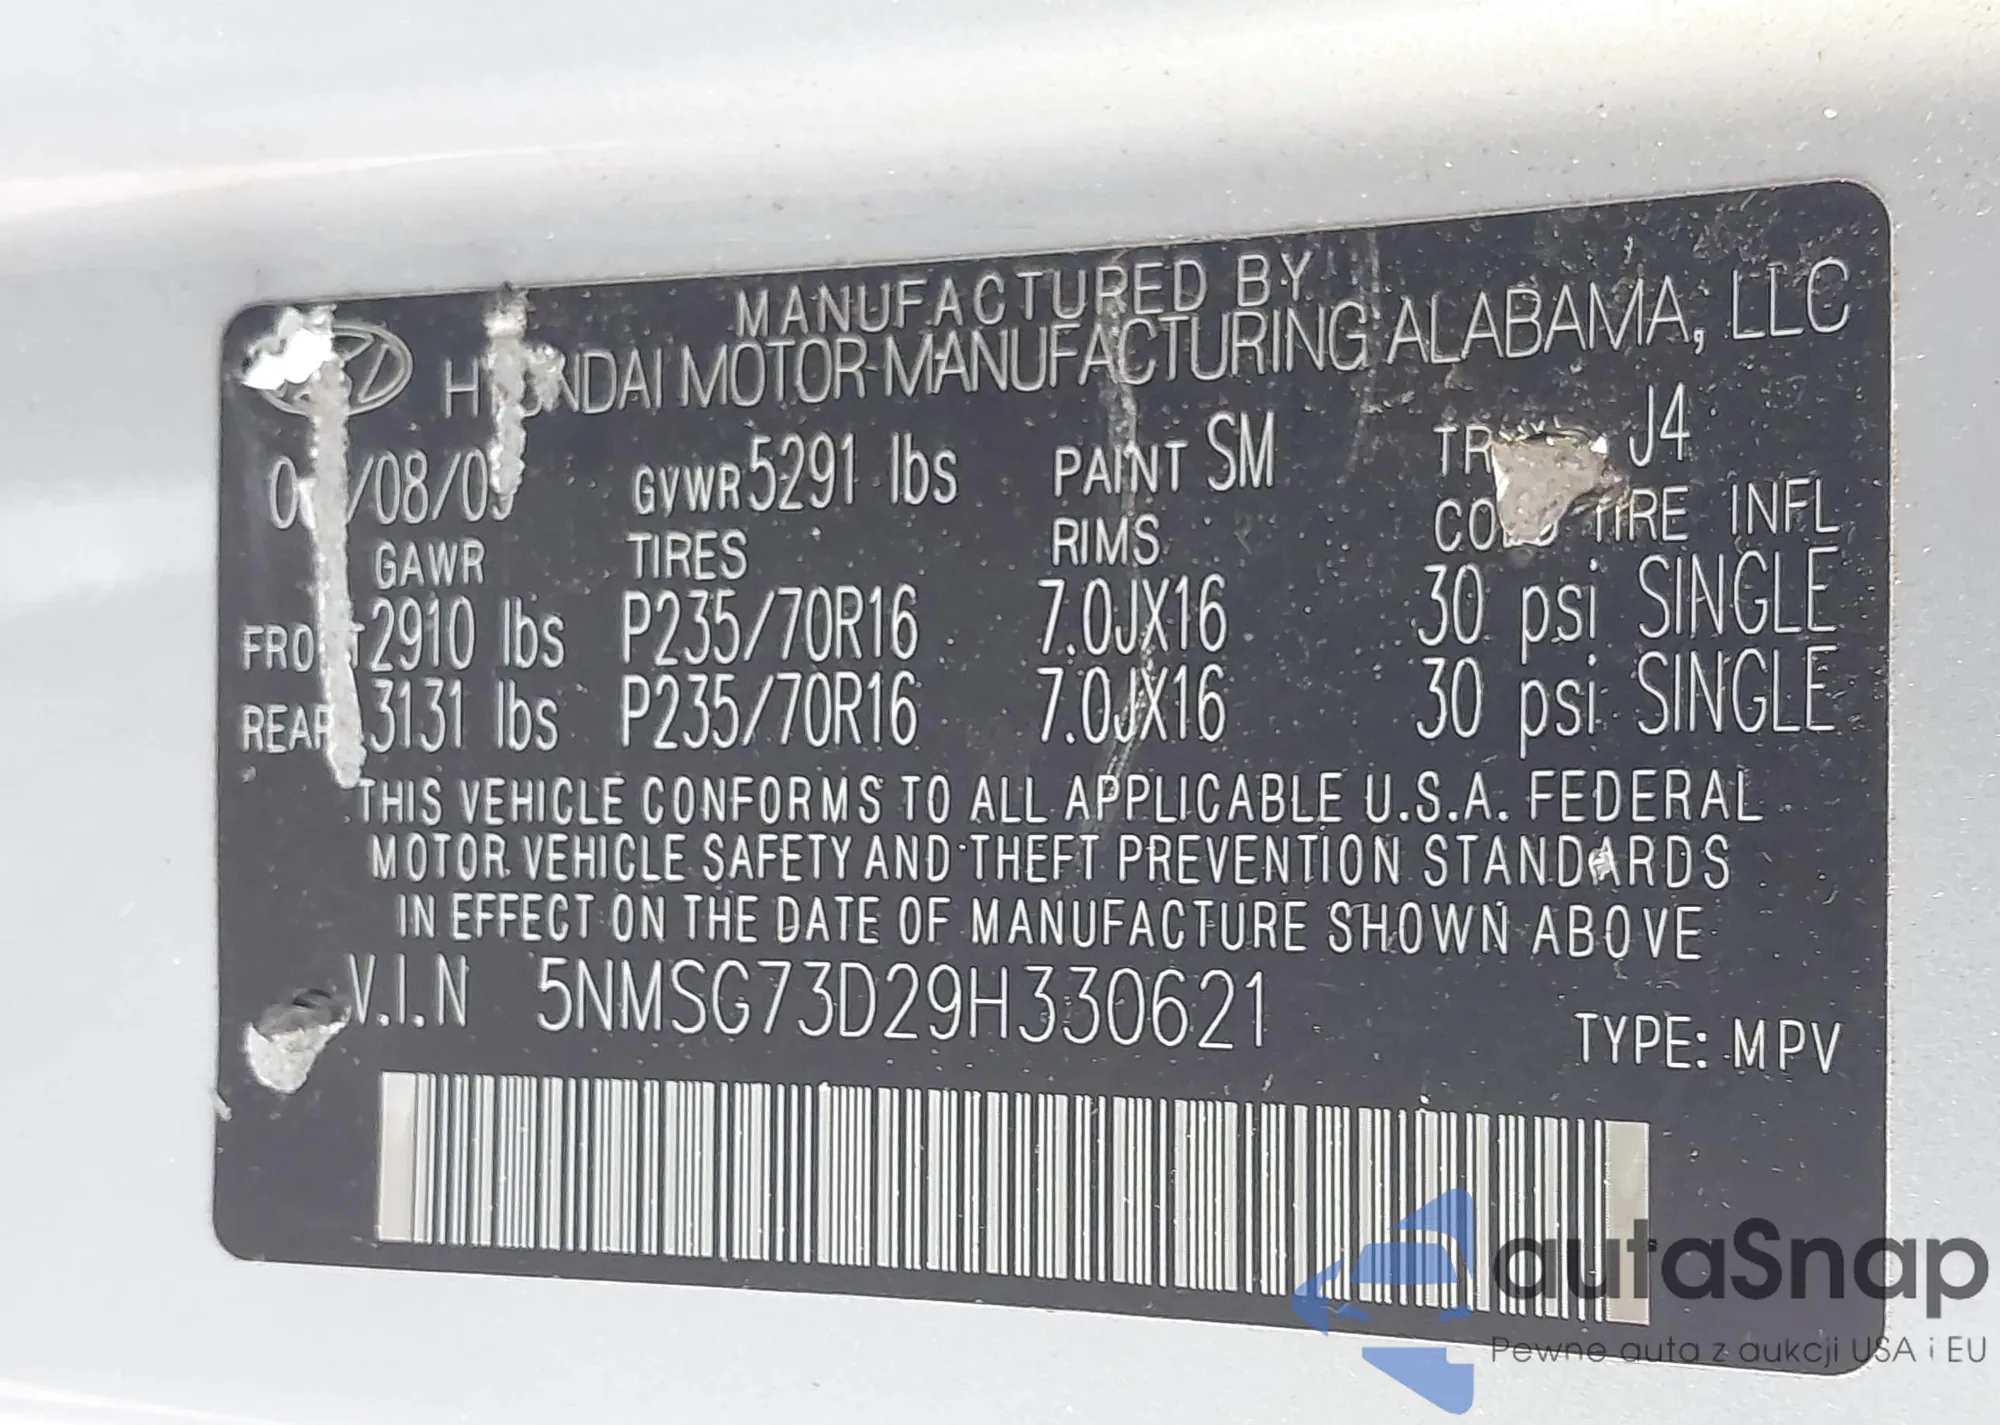 MANUFACTURED BY
HYUNDAI MOTOR MANUFACTURING ALABAMA, LLC
/08/09 GVWR 5291 lbs PAINT SM J4
GAWR TIRES RIMS COLD TIRE INFL
FRONT 2910 lbs P235/70R16 7.0JX16 30 psi SINGLE
REAR 3131 lbs P235/70R16 7.0JX16 30 psi SINGLE
THIS VEHICLE CONFORMS TO ALL APPLICABLE U.S.A. FEDERAL
MOTOR VEHICLE SAFETY AND THEFT PREVENTION STANDARDS
IN EFFECT ON THE DATE OF MANUFACTURE SHOWN ABOVE
V.I.N 5NMSG73D29H330621
TYPE: MPV
autaSnap
Pewne auta z aukcji USA i EU